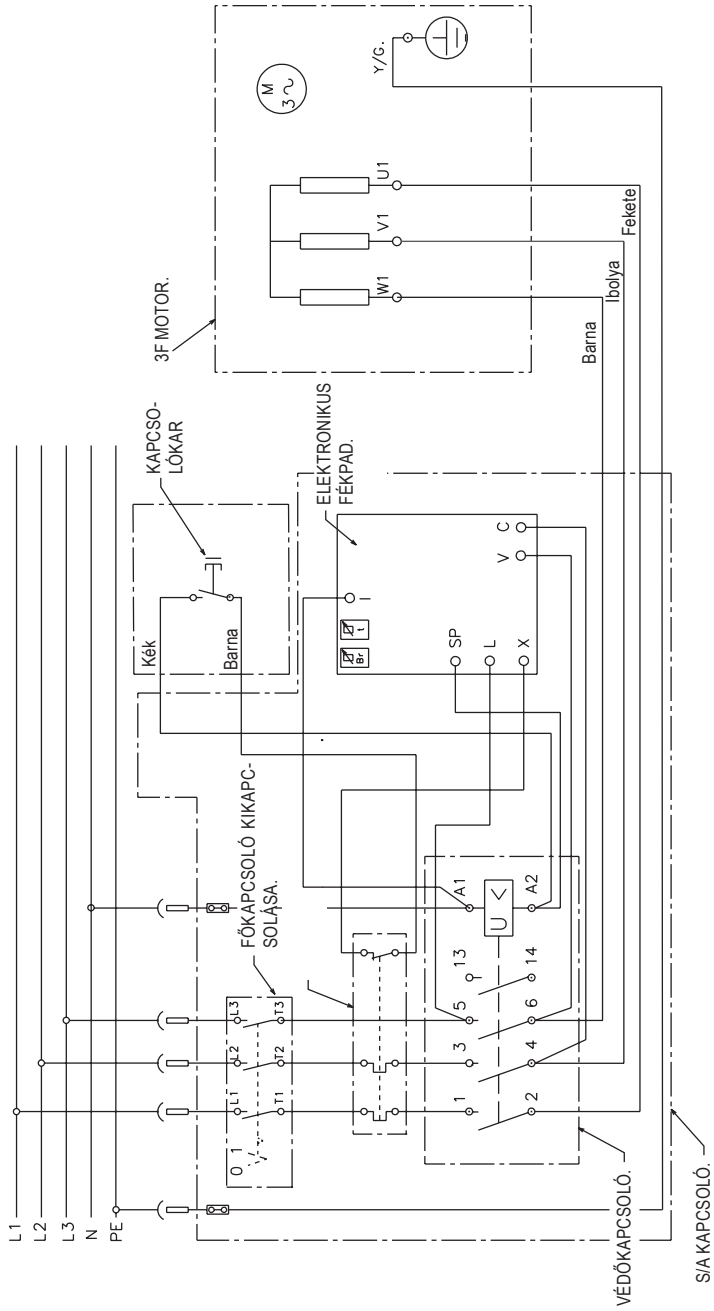 L1
L2
L3
N
PE
0 1
L1
L2
L3
T1
T2
T3
FŐKAPCSOLÓ KIKAPC-
SOLÁSA.
Kék
Barna
KAPCSO-
LÓKAR
ELEKTRONIKUS
FÉKPAD.
Br
t
I
SP
L
X
V
C
1
3
5
13
A1
U <
2
4
6
14
A2
VÉDŐKAPCSOLÓ.
S/A KAPCSOLÓ.
3F MOTOR.
M
3~
W1
V1
U1
Y/G.
Barna
Ibolya
Fekete